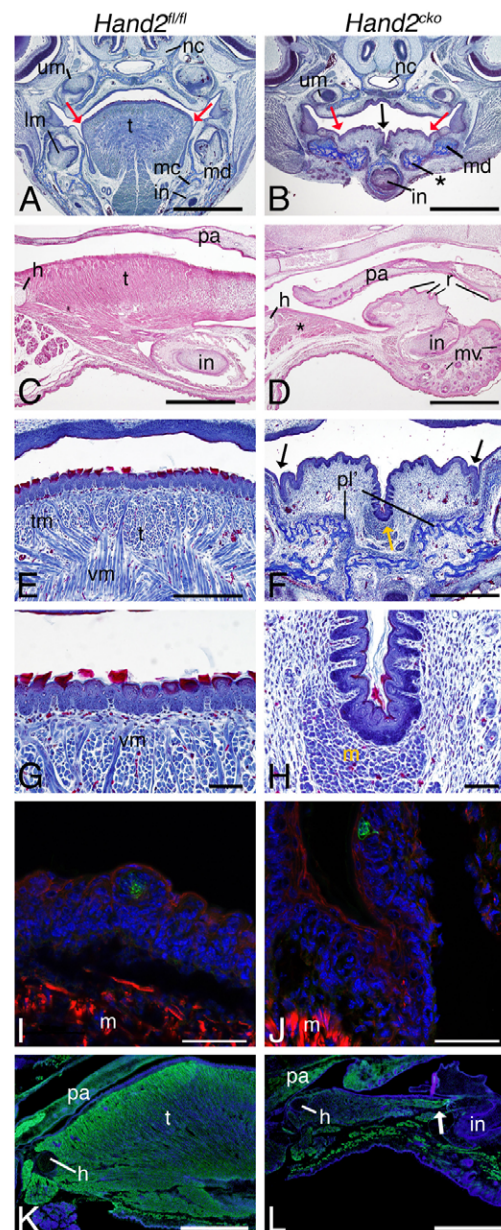 Hand2fl/fl
Hand2cko
nc
um
lm
t
mc
md
in
A
nc
um
md
*
in
B
pa
h
t
in
C
pa
r
h
*
in
mv
D
tm
t
vm
E
pl'
F
vm
G
m
H
m
I
m
J
pa
t
h
K
pa
h
in
L